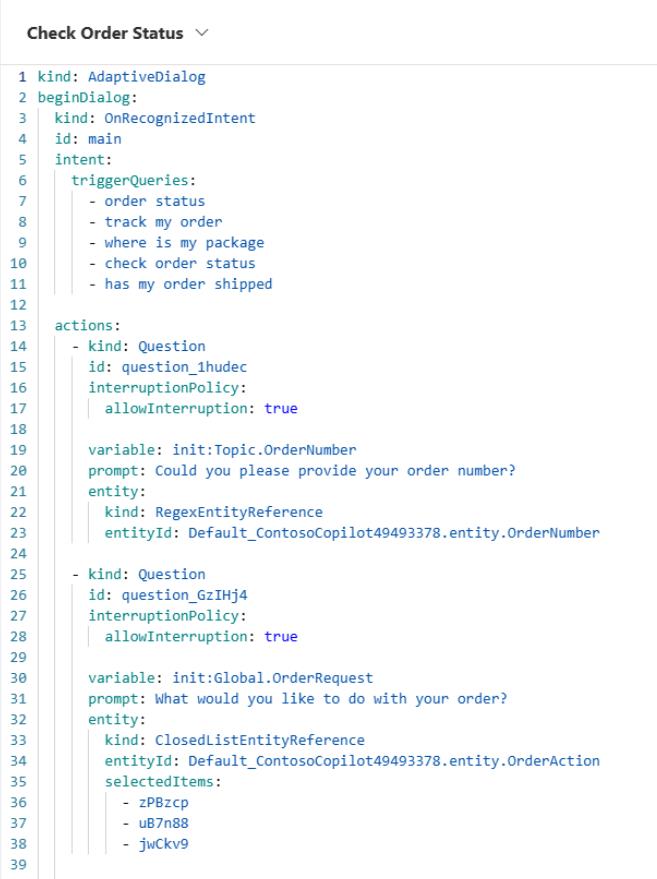 Check Order Status
1 kind: AdaptiveDialog
2 beginDialog:
3   kind: OnRecognizedIntent
4   id: main
5   intent:
6     triggerQueries:
7       - order status
8       - track my order
9       - where is my package
10       - check order status
11       - has my order shipped
12
13   actions:
14     - kind: Question
15       id: question_1hudec
16       interruptionPolicy:
17         allowInterruption: true
18
19       variable: init:Topic.OrderNumber
20       prompt: Could you please provide your order number?
21       entity:
22         kind: RegexEntityReference
23         entityId: Default_ContosoCopilot49493378.entity.OrderNumber
24
25     - kind: Question
26       id: question_GzIHj4
27       interruptionPolicy:
28         allowInterruption: true
29
30       variable: init:Global.OrderRequest
31       prompt: What would you like to do with your order?
32       entity:
33         kind: ClosedListEntityReference
34         entityId: Default_ContosoCopilot49493378.entity.OrderAction
35         selectedItems:
36           - zPBzcp
37           - uB7n88
38           - jwCkv9
39